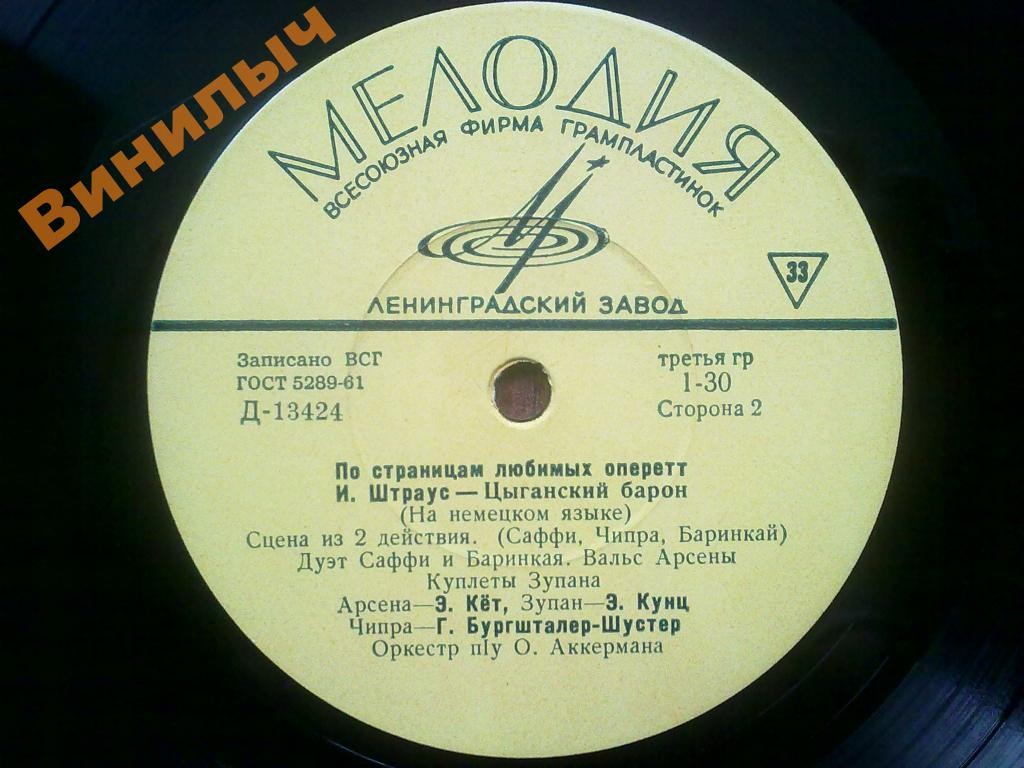 Винилыч
МЕЛОДИЯ
ВСЕСОЮЗНАЯ ФИРМА ГРАМПЛАСТИНОК
33
ЛЕНИНГРАДСКИЙ ЗАВОД
Записано ВСГ
ГОСТ 5289-61
Д-13424
третья гр
1-30
Сторона 2
По страницам любимых оперетт
И. Штраус — Цыганский барон
(На немецком языке)
Сцена из 2 действия. (Саффи, Чипра, Баринкай)
Дуэт Саффи и Баринкая. Вальс Арсены
Куплеты Зупана
Арсена—Э. Кёт, Зупан—Э. Кунц
Чипра—Г. Бургшталер-Шустер
Оркестр п/у О. Аккермана